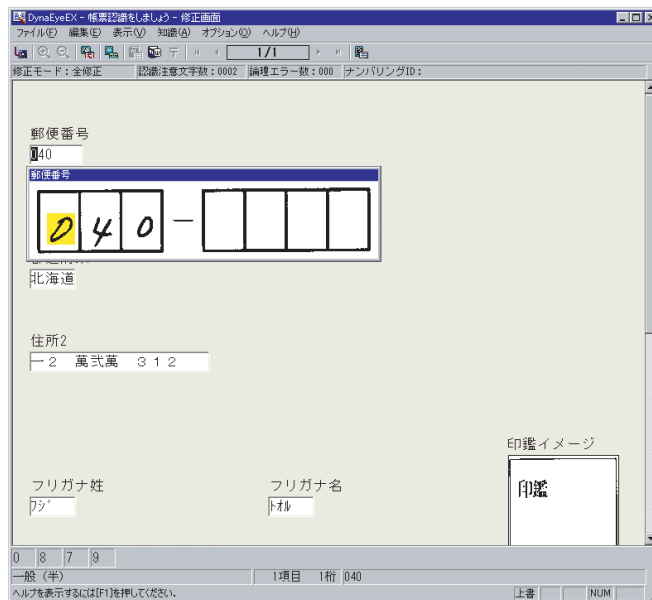 DynaEyeEX - 帳票認識をしましょう - 修正画面
ファイル(F) 編集(E) 表示(V) 知識(A) オプション(O) ヘルプ(H)
1/1
修正モード：全修正 認識注意文字数：0002 論理エラー数：000 ナンバリングID：
郵便番号
040
郵便番号
040-
北海道
住所2
一2 萬弐萬 312
印鑑イメージ
印鑑
フリガナ姓 フリガナ名
ﾌｼﾞ ﾄｵﾙ
0 8 7 9
一般（半） 1項目 1桁 040
ヘルプを表示するには[F1]を押してください。 上書 NUM